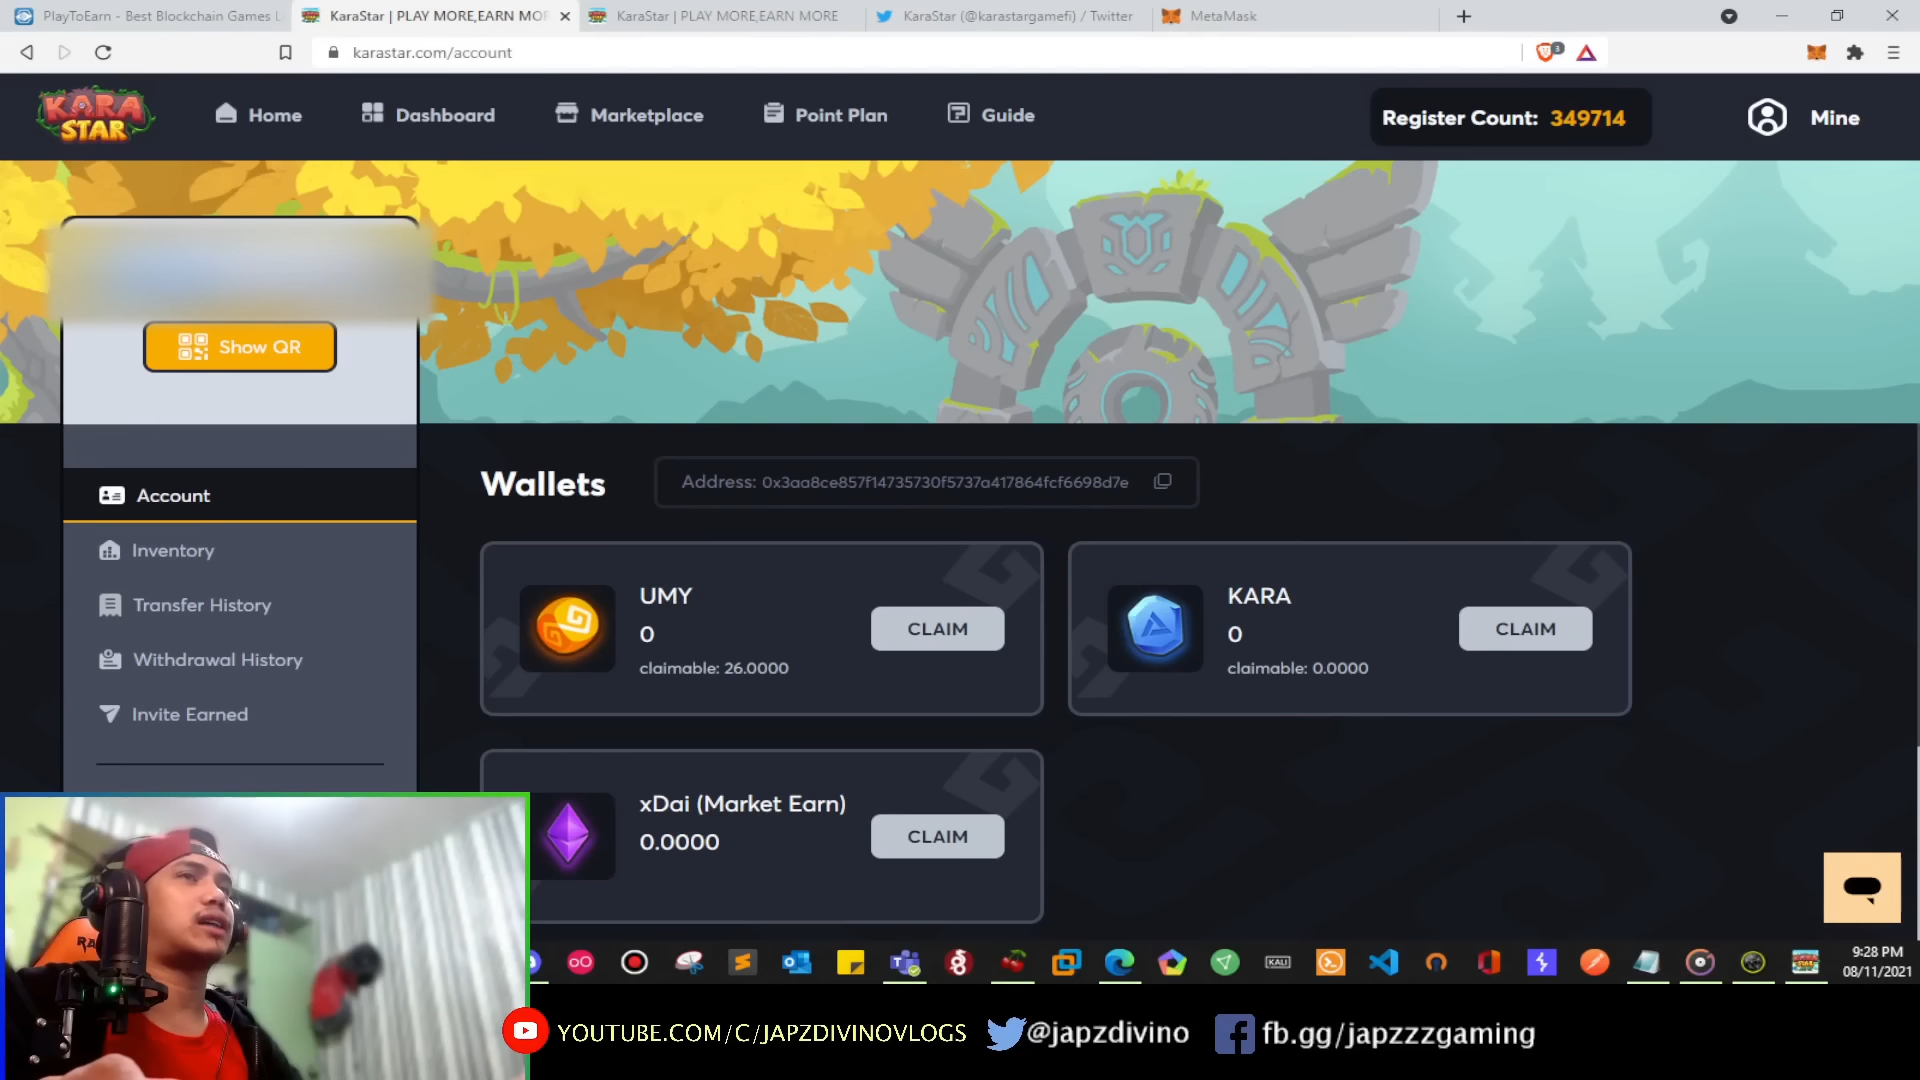 PlayToEarn - Best Blockchain Games L
KaraStar | PLAY MORE,EARN MOR
KaraStar | PLAY MORE,EARN MORE
KaraStar (@karastargamefi) / Twitter
MetaMask
karastar.com/account
3
KARA
STAR
Home
Dashboard
Marketplace
Point Plan
Guide
Register Count: 349714
Mine
Show QR
Account
Inventory
Transfer History
Withdrawal History
Invite Earned
Wallets
Address: 0x3aa8ce857f14735730f5737a417864fcf6698d7e
UMY
0
claimable: 26.0000
CLAIM
KARA
0
claimable: 0.0000
CLAIM
xDai (Market Earn)
0.0000
CLAIM
RA
KALI
9:28 PM
08/11/2021
YOUTUBE.COM/C/JAPZDIVINOVLOGS
@japzdivino
fb.gg/japzzzgaming